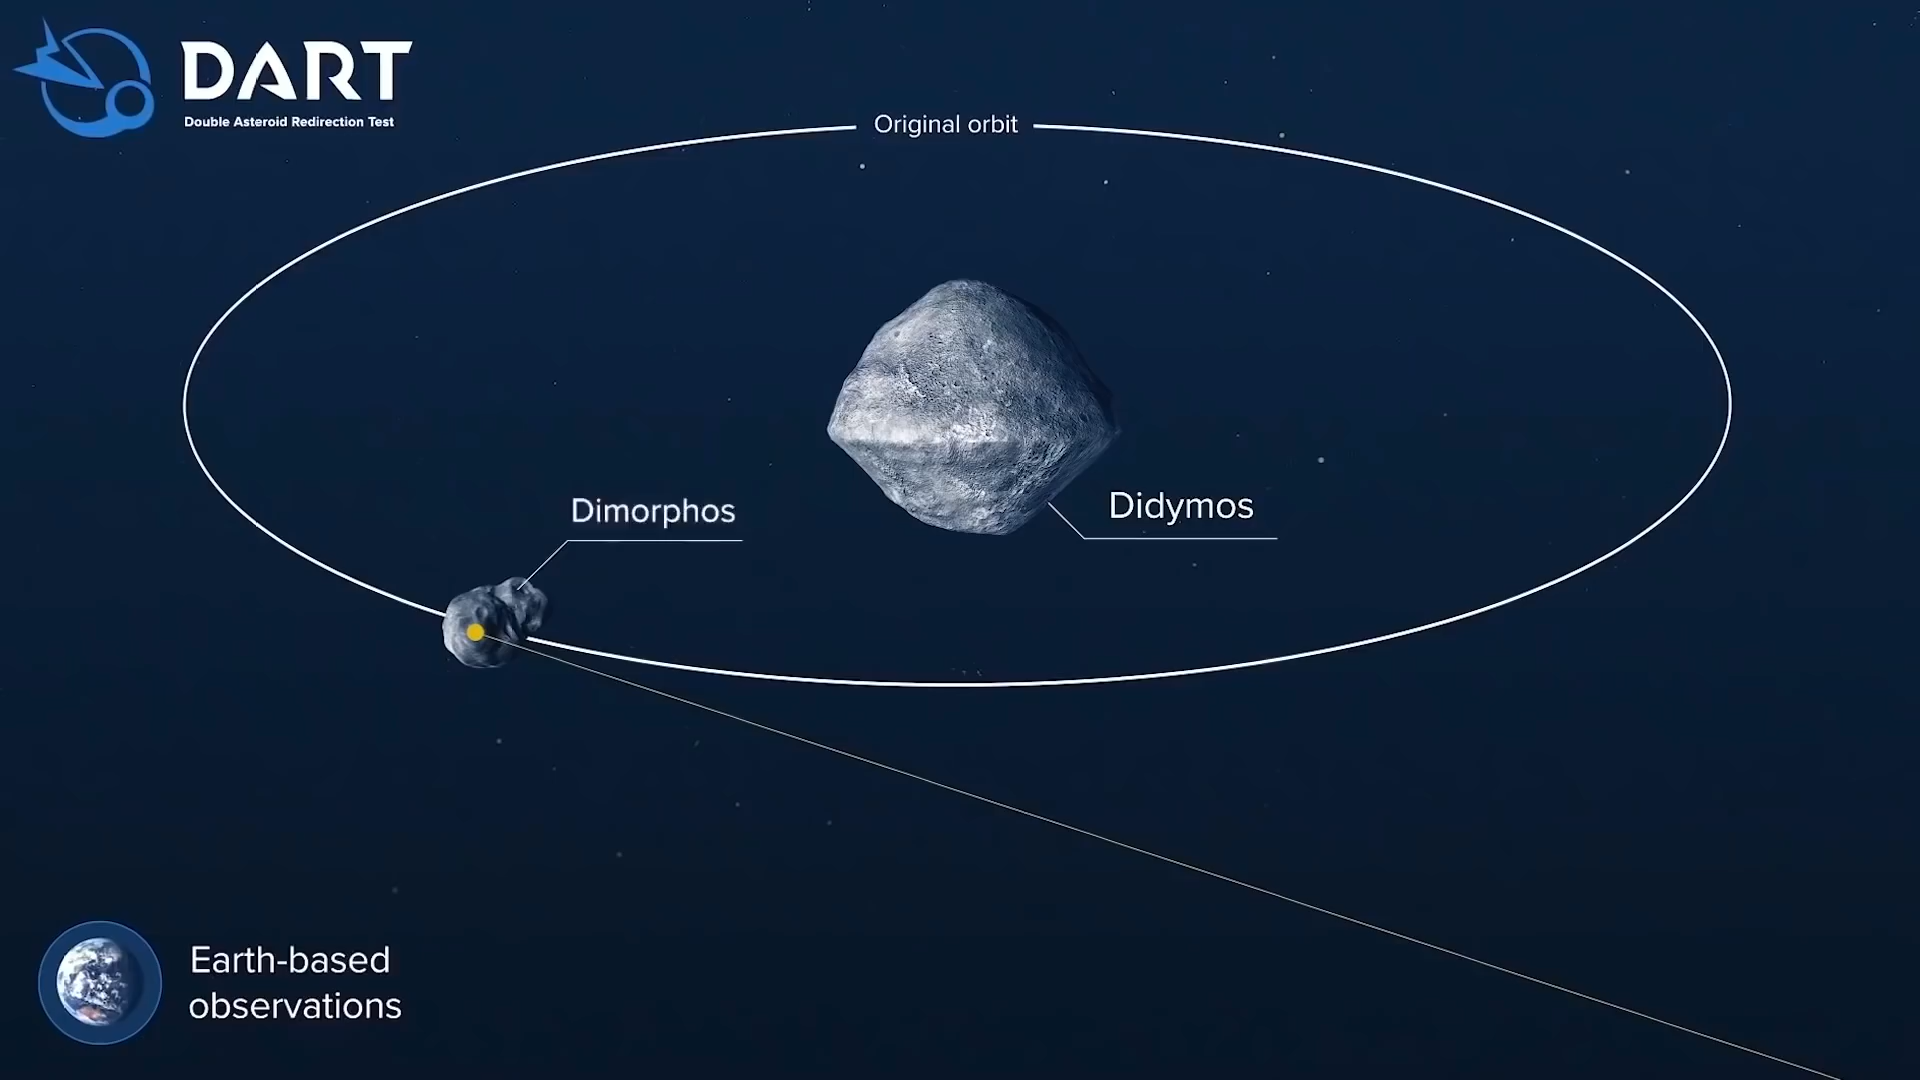 DART
Double Asteroid Redirection Test
Original orbit
Dimorphos
Didymos
Earth-based
observations